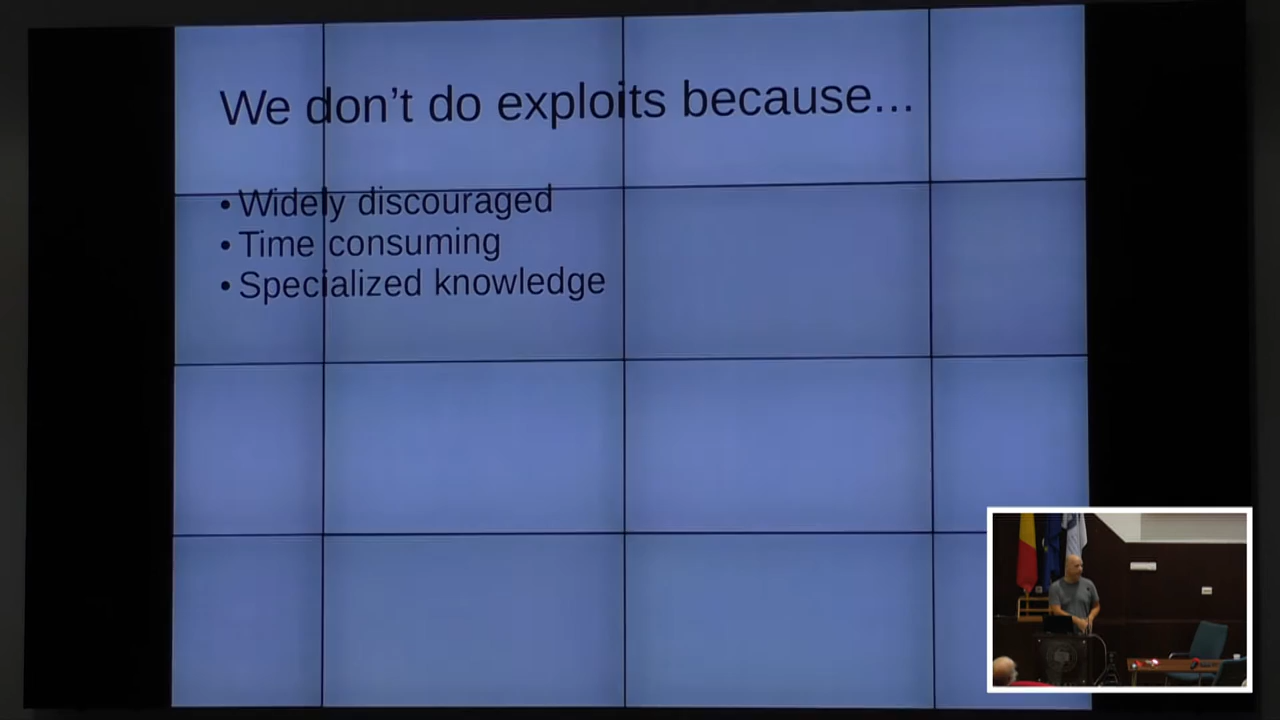 We don’t do exploits because...
• Widely discouraged
• Time consuming
• Specialized knowledge